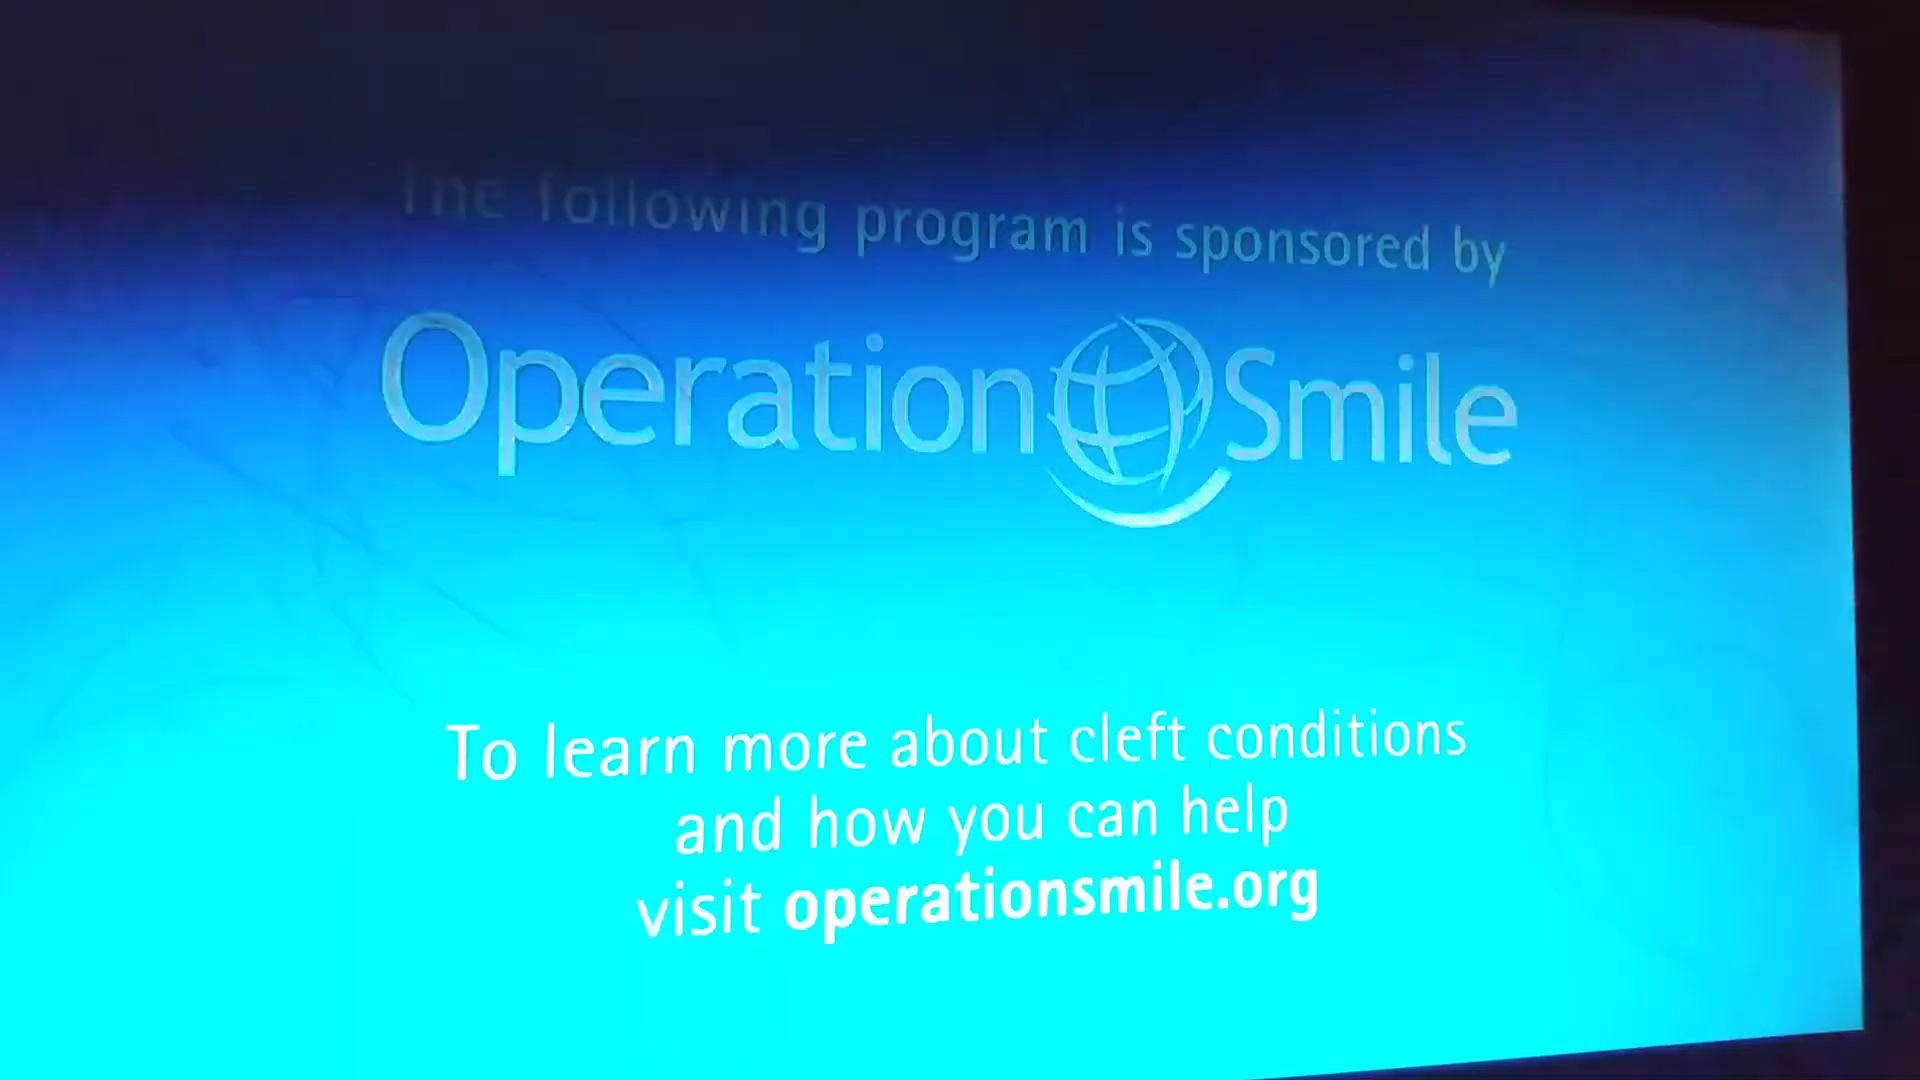 The following program is sponsored by
Operation Smile
To learn more about cleft conditions
and how you can help
visit operationsmile.org